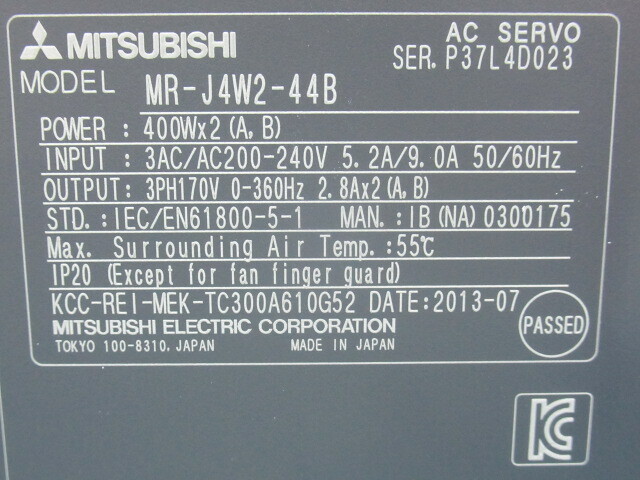 MITSUBISHI
AC SERVO
SER. P37L4D023
MODEL MR-J4W2-44B
POWER : 400Wx2 (A, B)
INPUT : 3AC/AC200-240V 5.2A/9.0A 50/60Hz
OUTPUT: 3PH170V 0-360Hz 2.8Ax2 (A, B)
STD. : IEC/EN61800-5-1 MAN. : IB (NA) 0300175
Max. Surrounding Air Temp. :55℃
IP20 (Except for fan finger guard)
KCC-REI-MEK-TC300A610G52 DATE:2013-07
MITSUBISHI ELECTRIC CORPORATION
TOKYO 100-8310, JAPAN MADE IN JAPAN
PASSED
KC